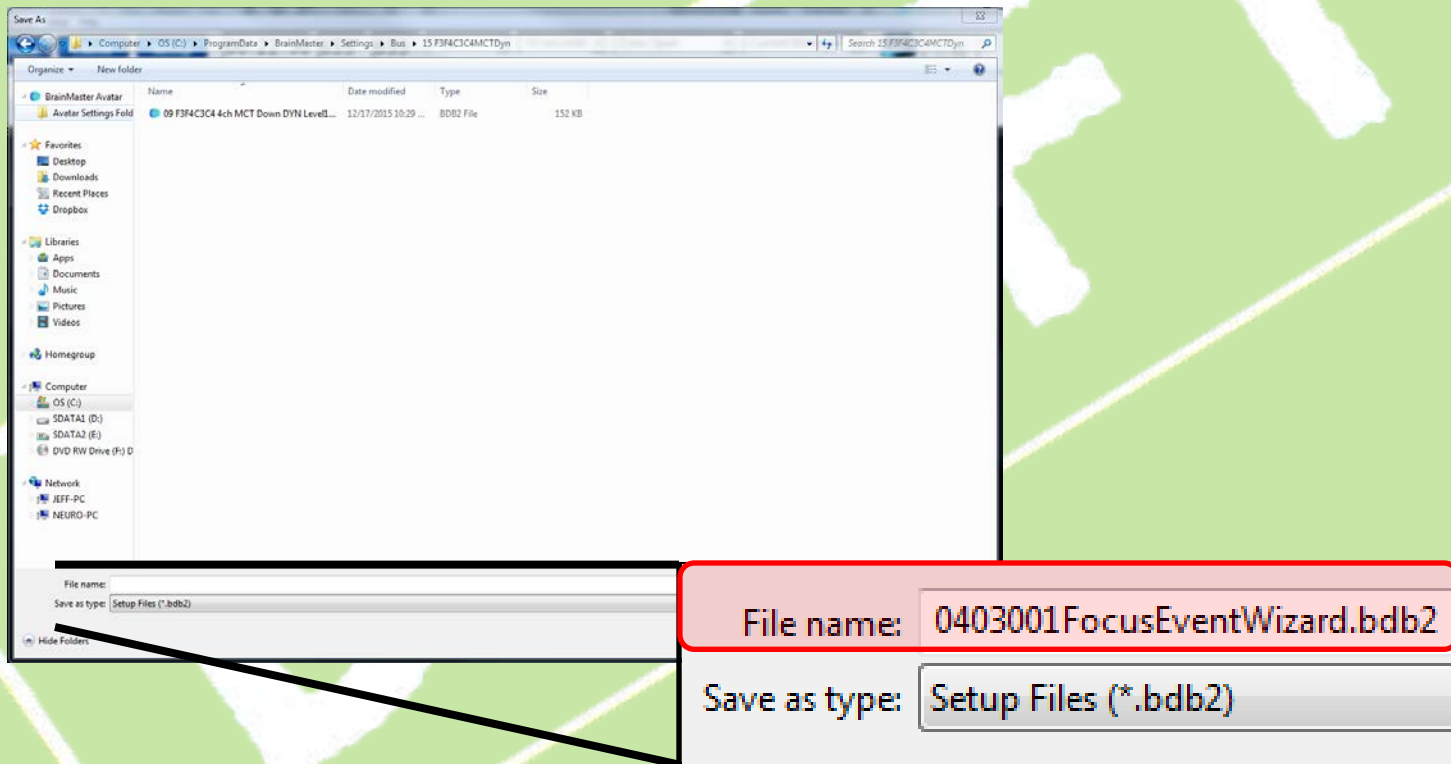 Save As
Computer ▸ OS (C:) ▸ ProgramData ▸ BrainMaster ▸ Settings ▸ Bus ▸ 15 F3F4C3C4MCTDyn
Search 15 F3F4C3C4MCTDyn
Organize
New folder
Name Date modified Type Size
09 F3F4C3C4 4ch MCT Down DYN Level1... 12/17/2015 10:29 ... BDB2 File 152 KB
BrainMaster Avatar
Avatar Settings Fold
Favorites
Desktop
Downloads
Recent Places
Dropbox
Libraries
Apps
Documents
Music
Pictures
Videos
Homegroup
Computer
OS (C:)
SDATA1 (D:)
SDATA2 (E:)
DVD RW Drive (F:) D
Network
JEFF-PC
NEURO-PC
File name:
Save as type: Setup Files (*.bdb2)
Hide Folders
File name: 0403001FocusEventWizard.bdb2
Save as type: Setup Files (*.bdb2)